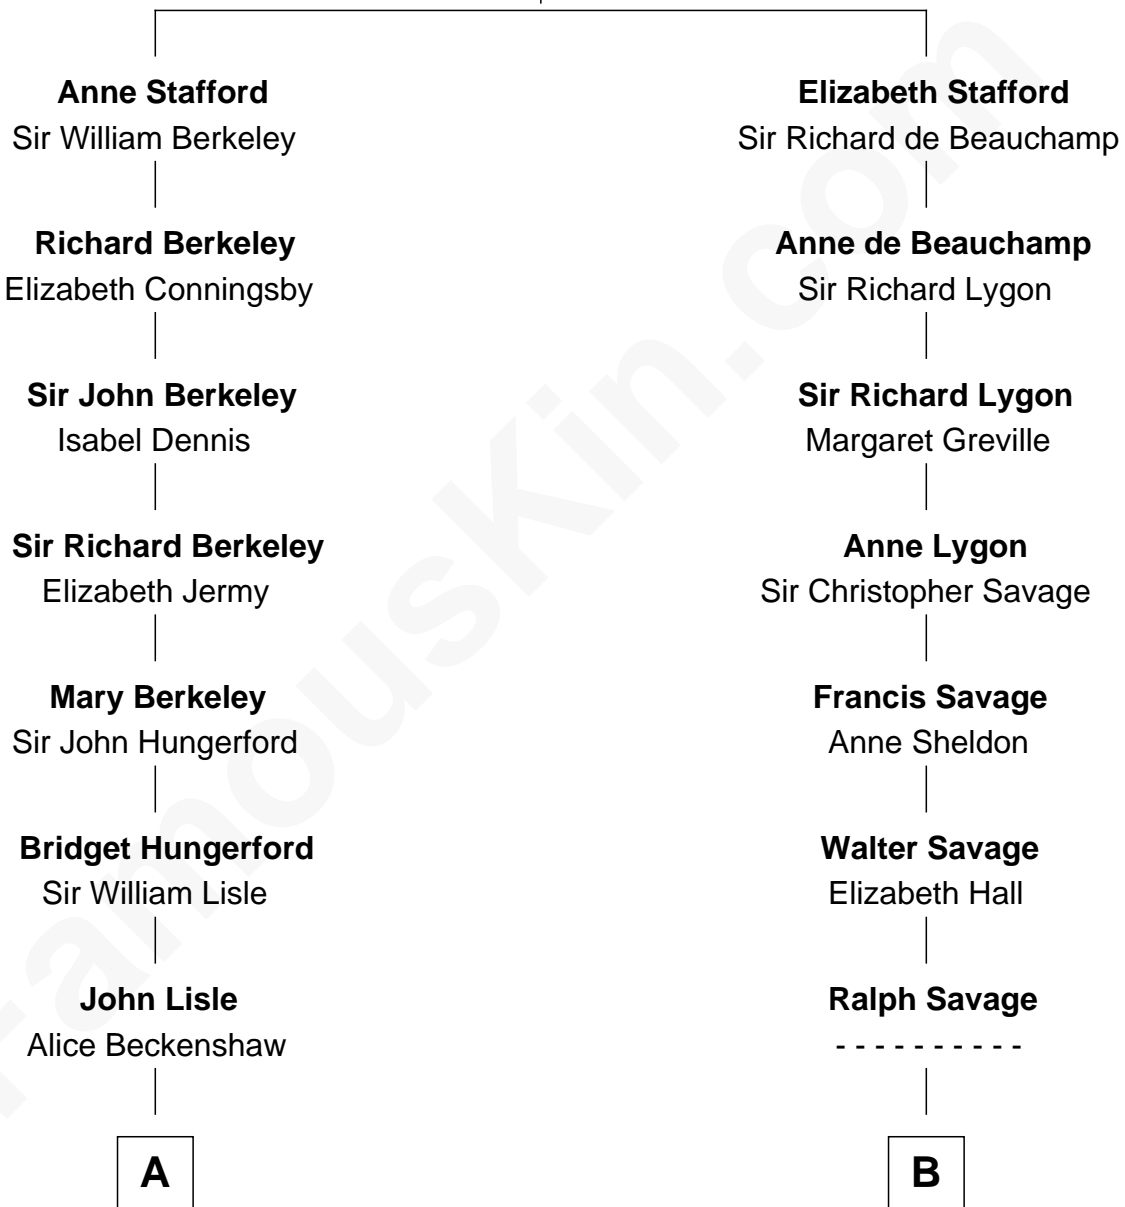 Anne Stafford
Sir William Berkeley
Elizabeth Stafford
Sir Richard de Beauchamp
Richard Berkeley
Elizabeth Conningsby
Anne de Beauchamp
Sir Richard Lygon
Sir John Berkeley
Isabel Dennis
Sir Richard Lygon
Margaret Greville
Sir Richard Berkeley
Elizabeth Jermy
Anne Lygon
Sir Christopher Savage
Mary Berkeley
Sir John Hungerford
Francis Savage
Anne Sheldon
Bridget Hungerford
Sir William Lisle
Walter Savage
Elizabeth Hall
John Lisle
Alice Beckenshaw
Ralph Savage
- - - - - - - - - -
A
B
FamousKin.com